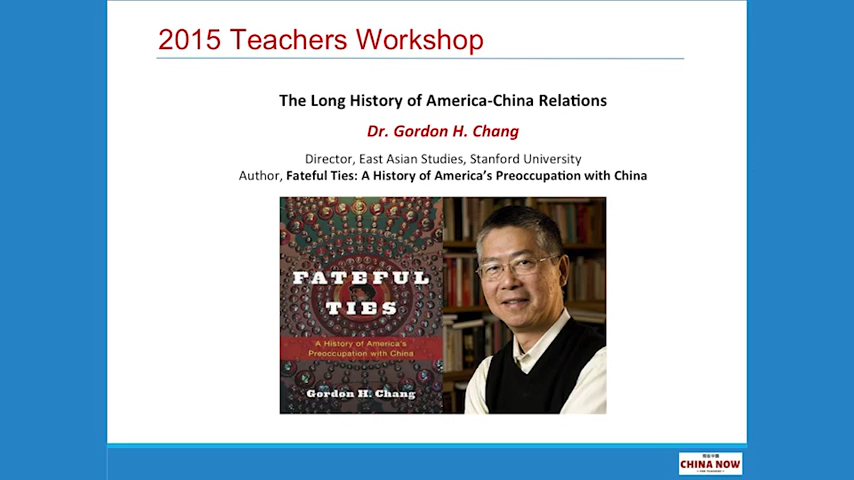 2015 Teachers Workshop
The Long History of America-China Relations
Dr. Gordon H. Chang
Director, East Asian Studies, Stanford University
Author, Fateful Ties: A History of America's Preoccupation with China
FATEFUL
TIES
A History of America's
Preoccupation with China
Gordon H. Chang
CHINA NOW